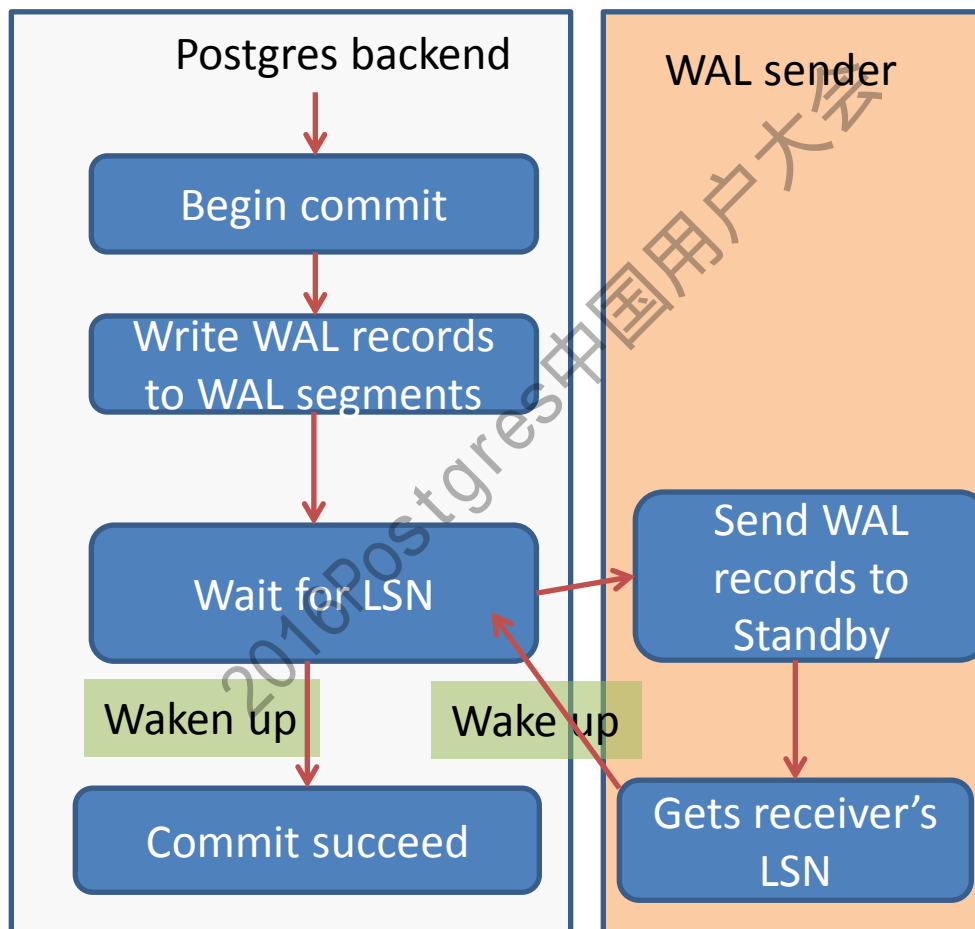 Postgres backend
WAL sender
Begin commit
Write WAL records
to WAL segments
Wait for LSN
Send WAL
records to
Standby
Waken up
Wake up
Commit succeed
Gets receiver’s
LSN
2016Postgres中国用户大会